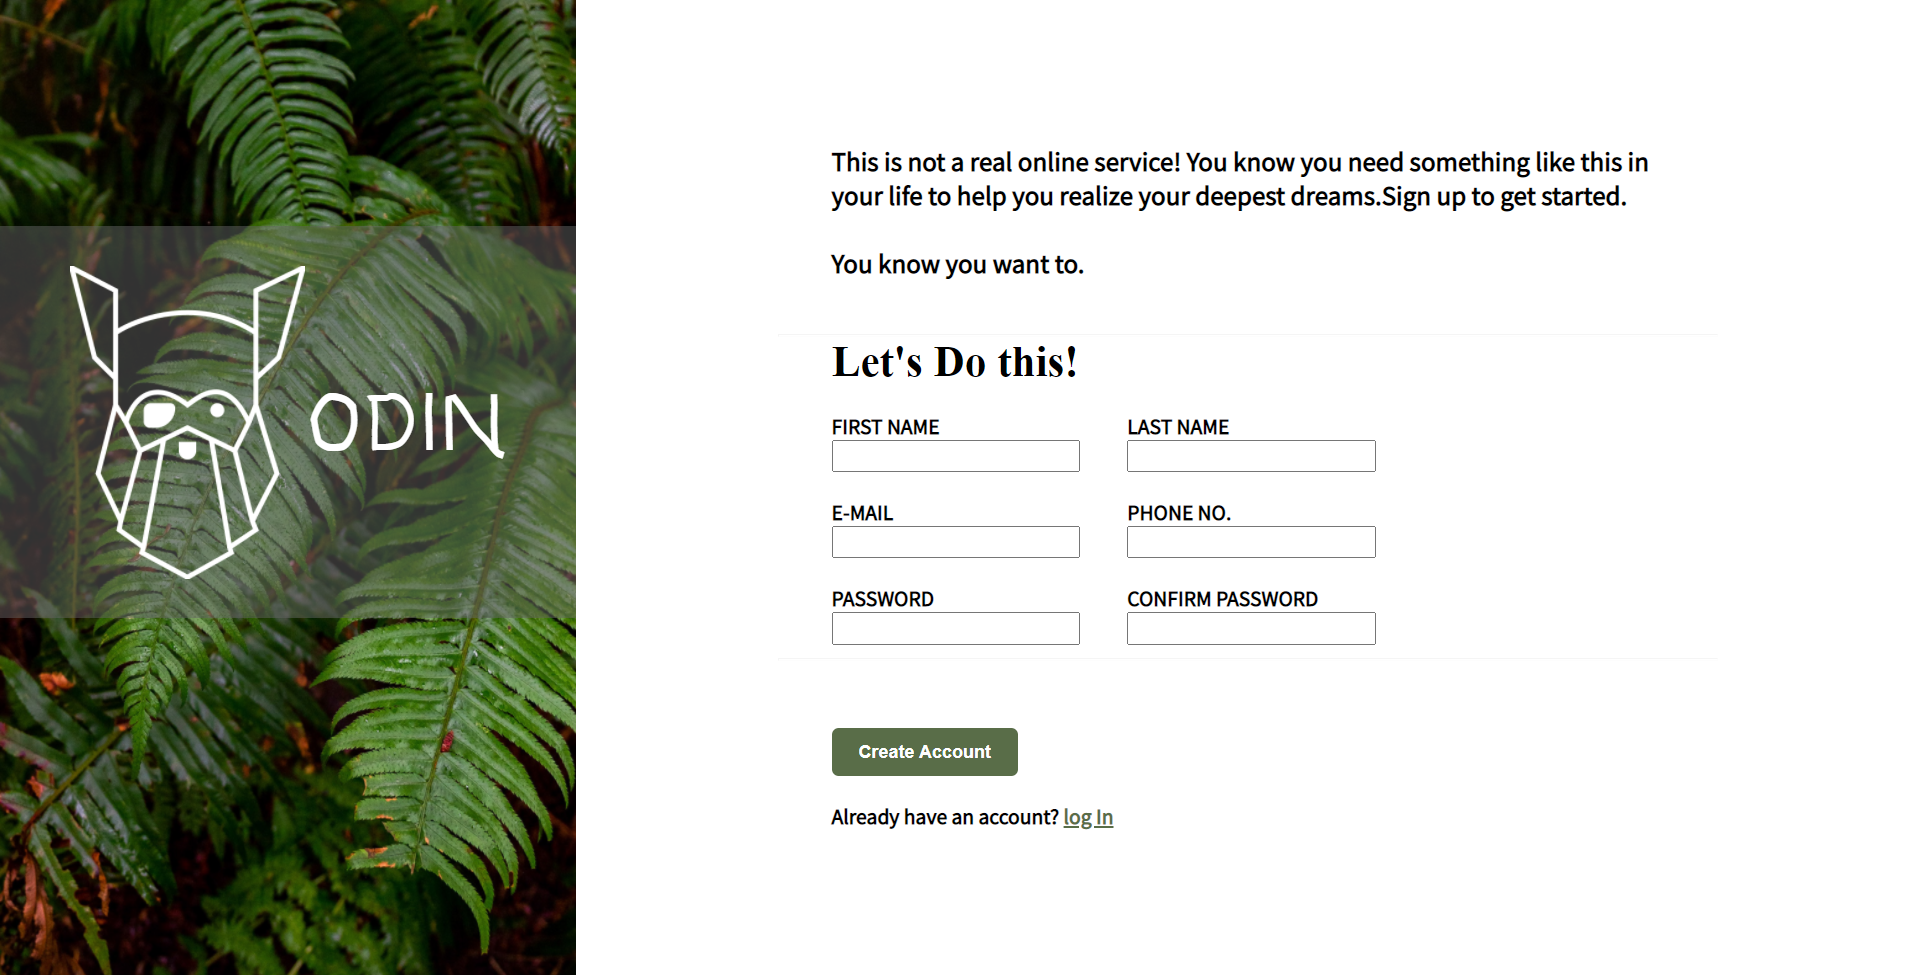 ODIN
This is not a real online service! You know you need something like this in
your life to help you realize your deepest dreams.Sign up to get started.
You know you want to.
Let's Do this!
FIRST NAME
LAST NAME
E-MAIL
PHONE NO.
PASSWORD
CONFIRM PASSWORD
Create Account
Already have an account? log In